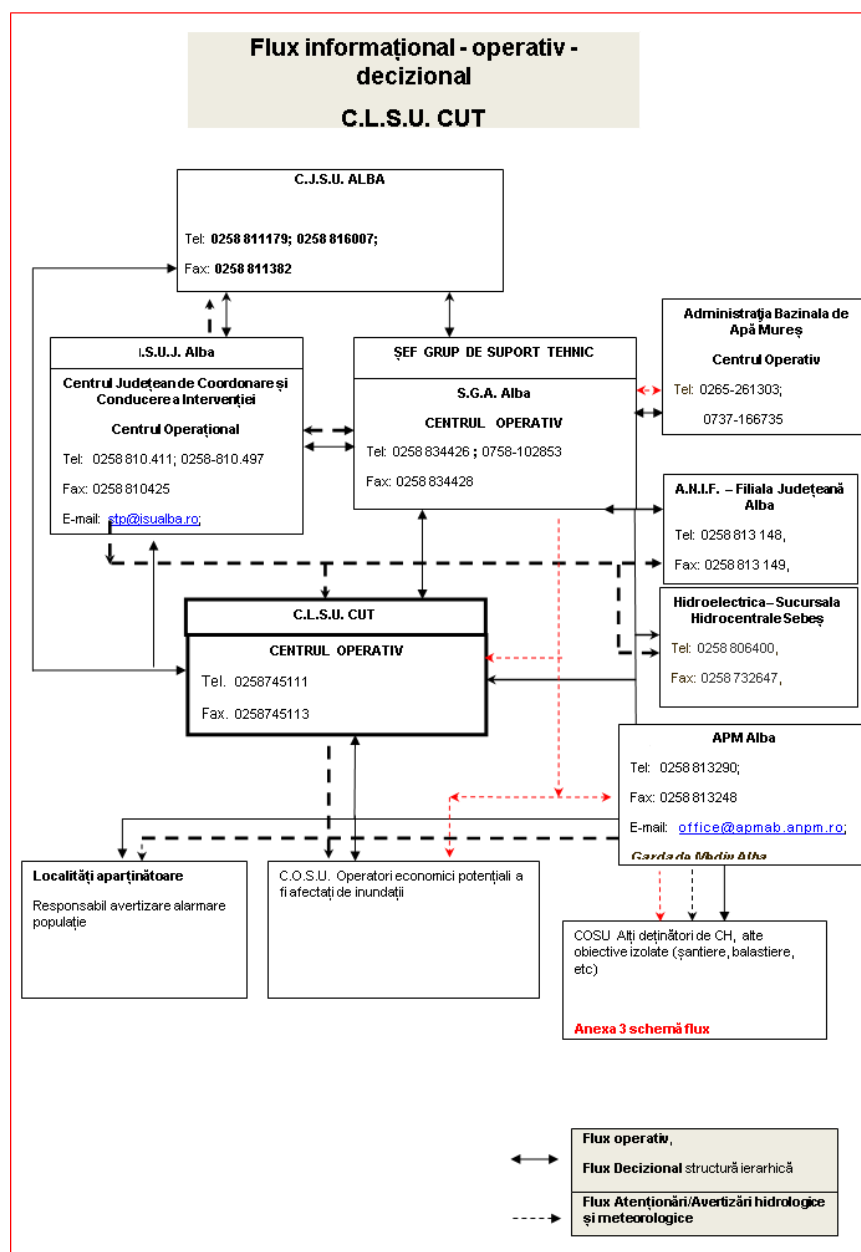 Flux informațional - operativ -
decizional
C.L.S.U. CUT
C.J.S.U. ALBA
Tel: 0258 811179; 0258 816007;
Fax: 0258 811382
I.S.U.J. Alba
Centrul Județean de Coordonare și
Conducere a Intervenției
Centrul Operațional
Tel: 0258 810.411; 0258-810.497
Fax: 0258 810425
E-mail: stp@isualba.ro;
ȘEF GRUP DE SUPORT TEHNIC
S.G.A. Alba
CENTRUL OPERATIV
Tel: 0258 834426 ; 0758-102853
Fax: 0258 834428
Administrația Bazinala de
Apă Mureș
Centrul Operativ
Tel: 0265-261303;
0737-166735
A.N.I.F. – Filiala Județeană
Alba
Tel: 0258 813 148,
Fax: 0258 813 149,
Hidroelectrica– Sucursala
Hidrocentrale Sebeș
Tel: 0258 806400,
Fax: 0258 732647,
C.L.S.U. CUT
CENTRUL OPERATIV
Tel. 0258745111
Fax. 0258745113
APM Alba
Tel: 0258 813290;
Fax: 0258 813248
E-mail: office@apmab.anpm.ro;
Garda de Mediu Alba
Localități aparținătoare
Responsabil avertizare alarmare
populație
C.O.S.U. Operatori economici potențiali a
fi afectați de inundații
COSU Alți deținători de CH, alte
obiective izolate (șantiere, balastiere,
etc)
Anexa 3 schemă flux
Flux operativ,
Flux Decizional structură ierarhică
Flux Atenționări/Avertizări hidrologice
și meteorologice